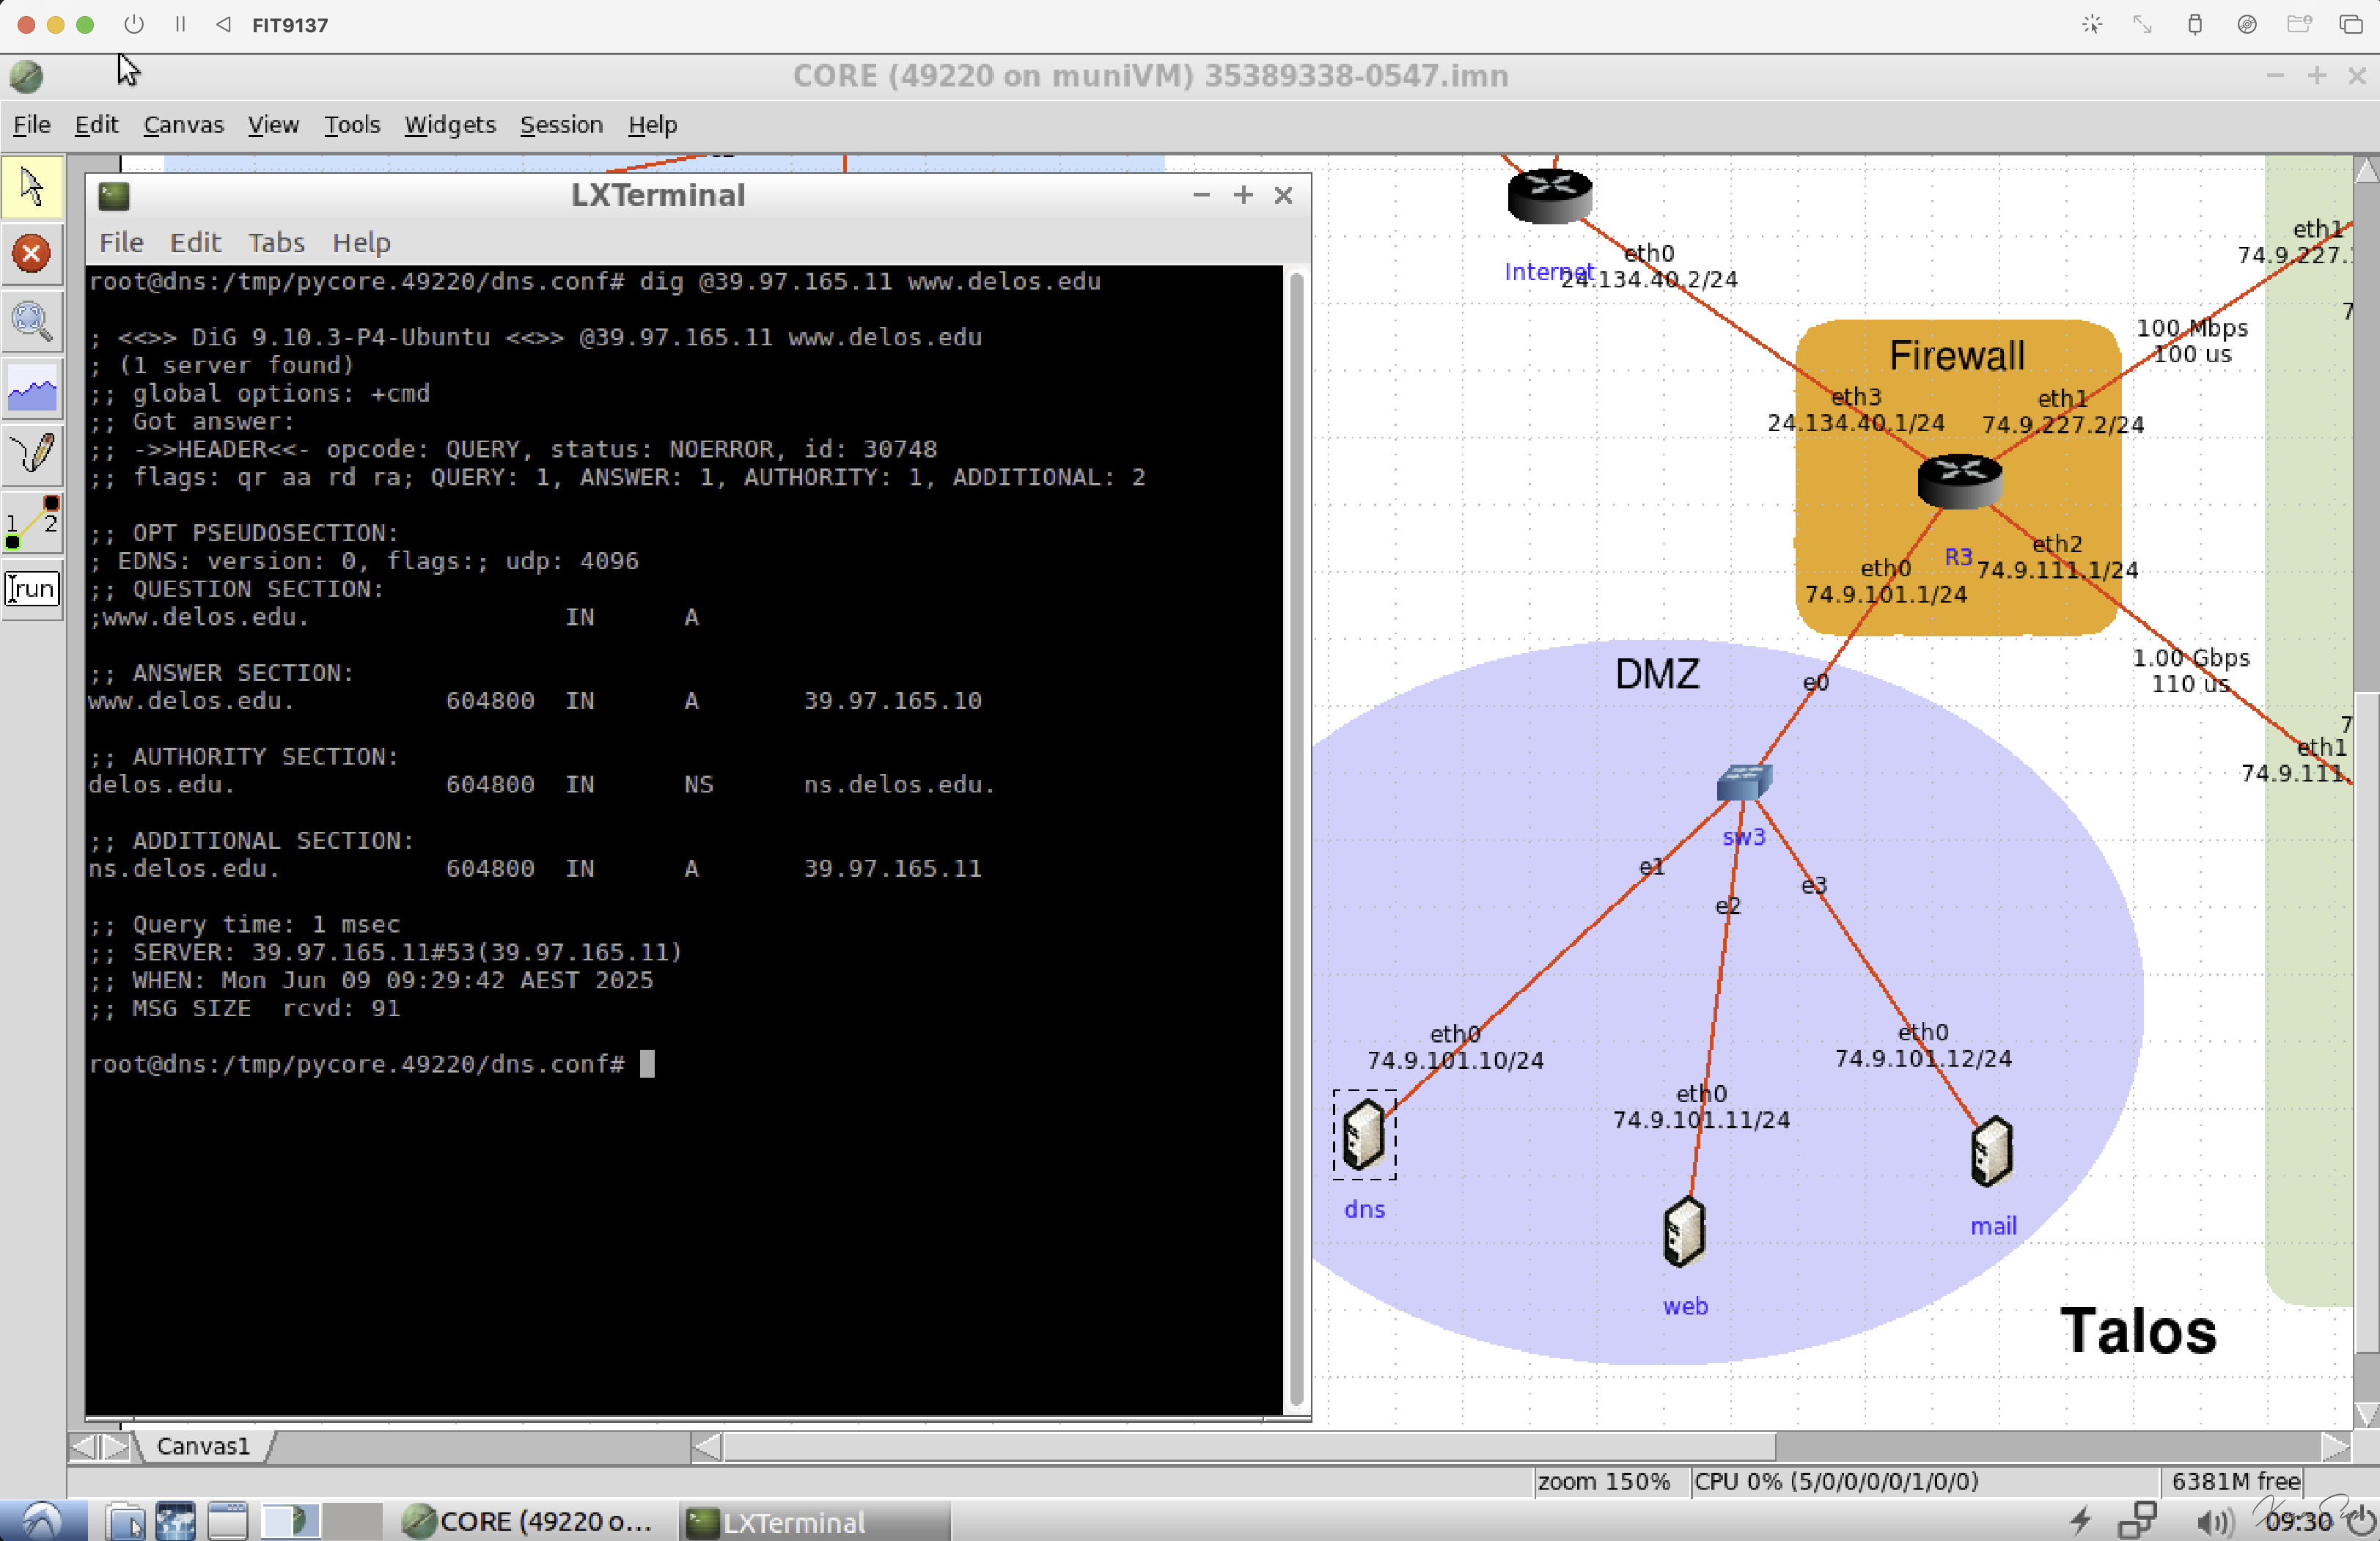 FIT9137
CORE (49220 on muniVM) 35389338-0547.imn
File Edit Canvas View Tools Widgets Session Help
LXTerminal
File Edit Tabs Help
root@dns:/tmp/pycore.49220/dns.conf# dig @39.97.165.11 www.delos.edu
; <<>> DiG 9.10.3-P4-Ubuntu <<>> @39.97.165.11 www.delos.edu
; (1 server found)
;; global options: +cmd
;; Got answer:
;; ->>HEADER<<- opcode: QUERY, status: NOERROR, id: 30748
;; flags: qr aa rd ra; QUERY: 1, ANSWER: 1, AUTHORITY: 1, ADDITIONAL: 2
;; OPT PSEUDOSECTION:
; EDNS: version: 0, flags:; udp: 4096
;; QUESTION SECTION:
;www.delos.edu. IN A
;; ANSWER SECTION:
www.delos.edu. 604800 IN A 39.97.165.10
;; AUTHORITY SECTION:
delos.edu. 604800 IN NS ns.delos.edu.
;; ADDITIONAL SECTION:
ns.delos.edu. 604800 IN A 39.97.165.11
;; Query time: 1 msec
;; SERVER: 39.97.165.11#53(39.97.165.11)
;; WHEN: Mon Jun 09 09:29:42 AEST 2025
;; MSG SIZE rcvd: 91
root@dns:/tmp/pycore.49220/dns.conf#
1 2
run
Internet
eth0
24.134.40.2/24
eth1
74.9.227.
7
100 Mbps
100 us
Firewall
eth3
24.134.40.1/24
eth1
74.9.227.2/24
R3
eth0
74.9.101.1/24
eth2
74.9.111.1/24
1.00 Gbps
110 us
7
eth1
74.9.111.
DMZ
e0
sw3
e1
e2
e3
eth0
74.9.101.10/24
eth0
74.9.101.11/24
eth0
74.9.101.12/24
dns
web
mail
Talos
Canvas1
zoom 150%
CPU 0% (5/0/0/0/0/1/0/0)
6381M free
CORE (49220 o...
LXTerminal
09:30